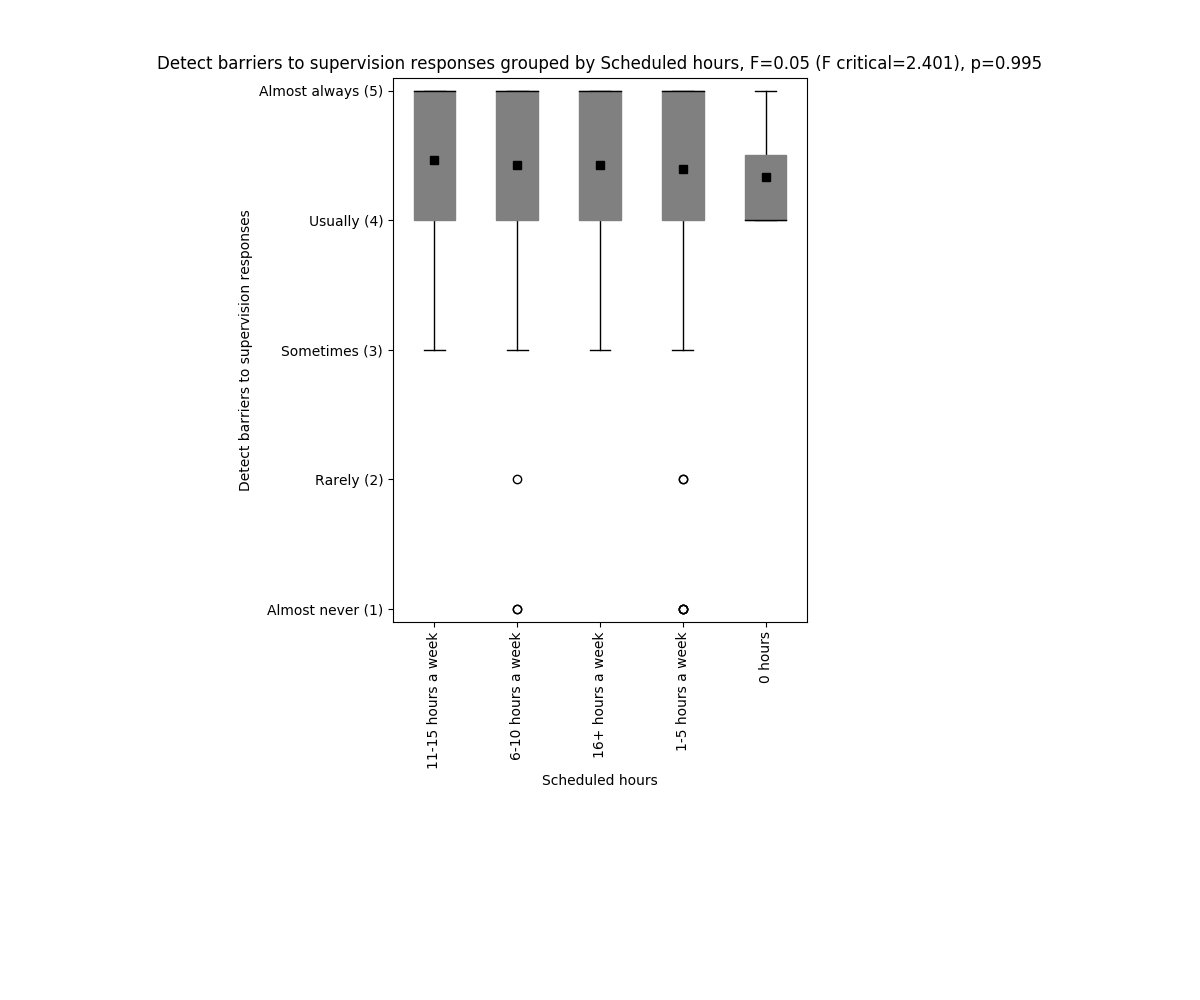 Detect barriers to supervision responses grouped by Scheduled hours, F=0.05 (F critical=2.401), p=0.995
Almost always (5)
Usually (4)
Sometimes (3)
Rarely (2)
Almost never (1)
Detect barriers to supervision responses
11-15 hours a week
6-10 hours a week
16+ hours a week
1-5 hours a week
0 hours
Scheduled hours